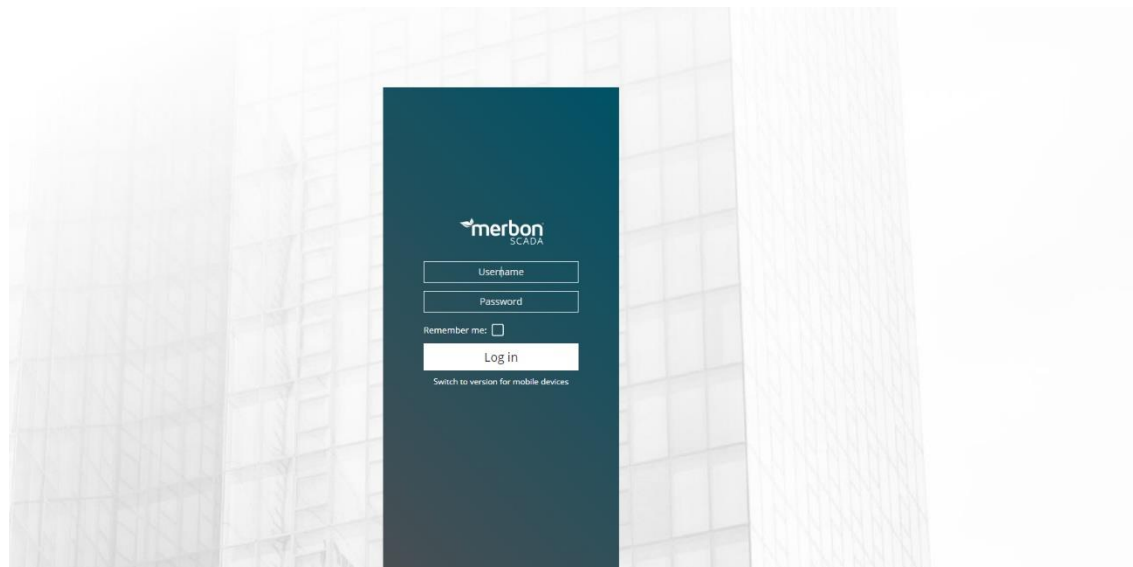 merbon
SCADA
Username
Password
Remember me:
Log in
Switch to version for mobile devices